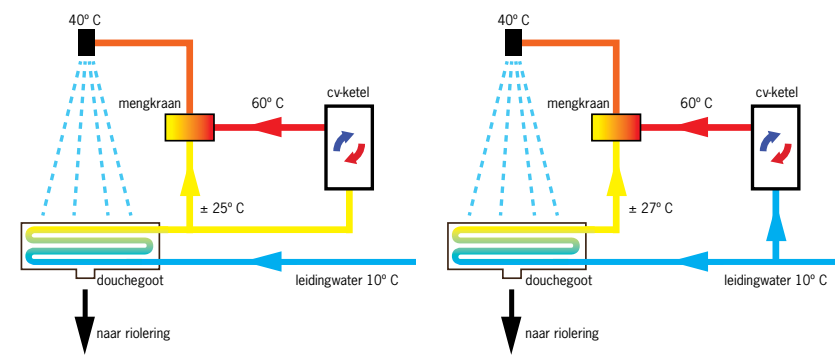 40º C
mengkraan
60º C
cv-ketel
± 25º C
douchegoot
leidingwater 10º C
naar riolering
40º C
mengkraan
60º C
cv-ketel
± 27º C
douchegoot
leidingwater 10º C
naar riolering